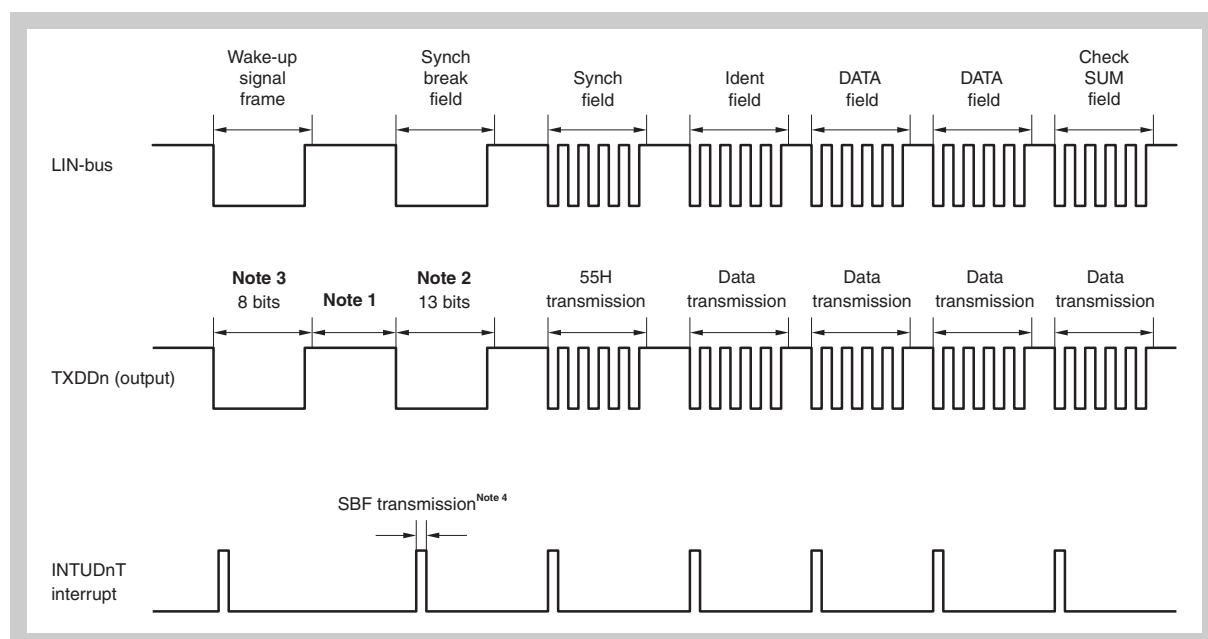 Wake-up
signal
frame
Synch
break
field
Synch
field
Ident
field
DATA
field
DATA
field
Check
SUM
field
LIN-bus
Note 3
8 bits
Note 1
Note 2
13 bits
55H
transmission
Data
transmission
Data
transmission
Data
transmission
Data
transmission
TXDDn (output)
SBF transmission Note 4
INTUDnT
interrupt